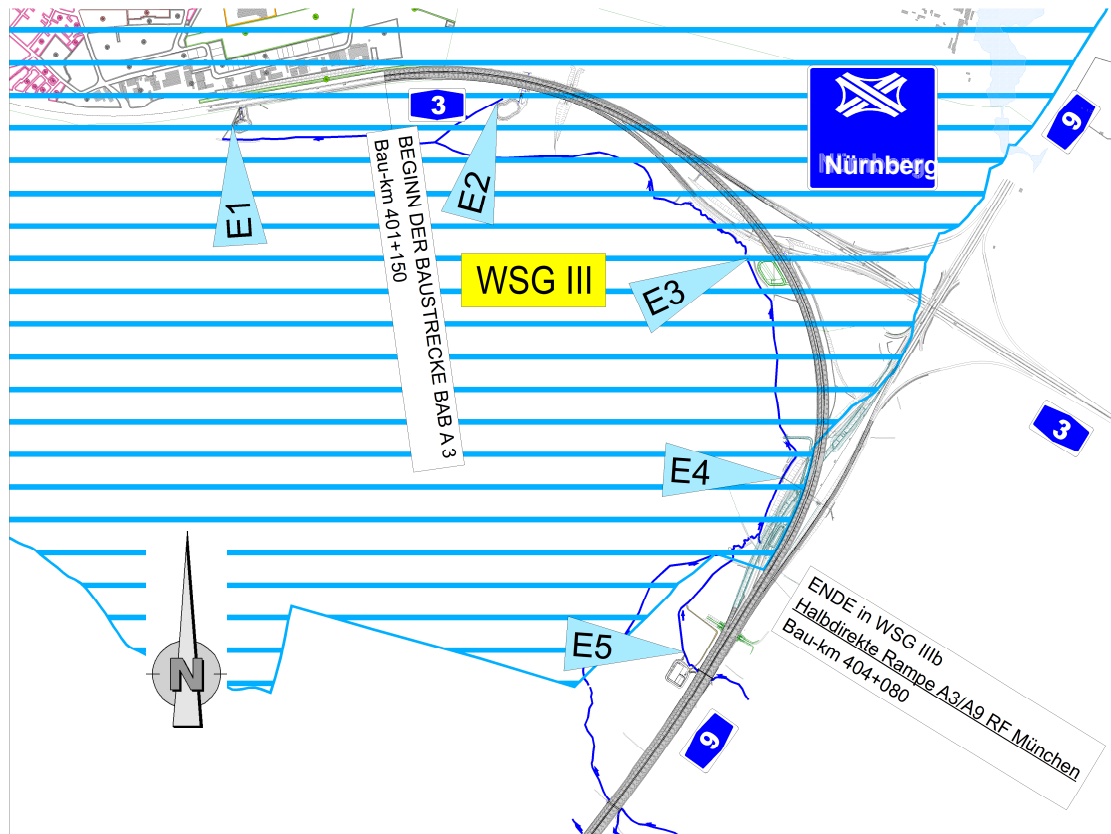 3
Nürnberg
9
BEGINN DER BAUSTRECKE BAB A 3
Bau-km 401+150
E1
E2
WSG III
E3
3
E4
ENDE in WSG IIIb
Halbdirekte Rampe A3/A9 RF München
Bau-km 404+080
E5
N
9